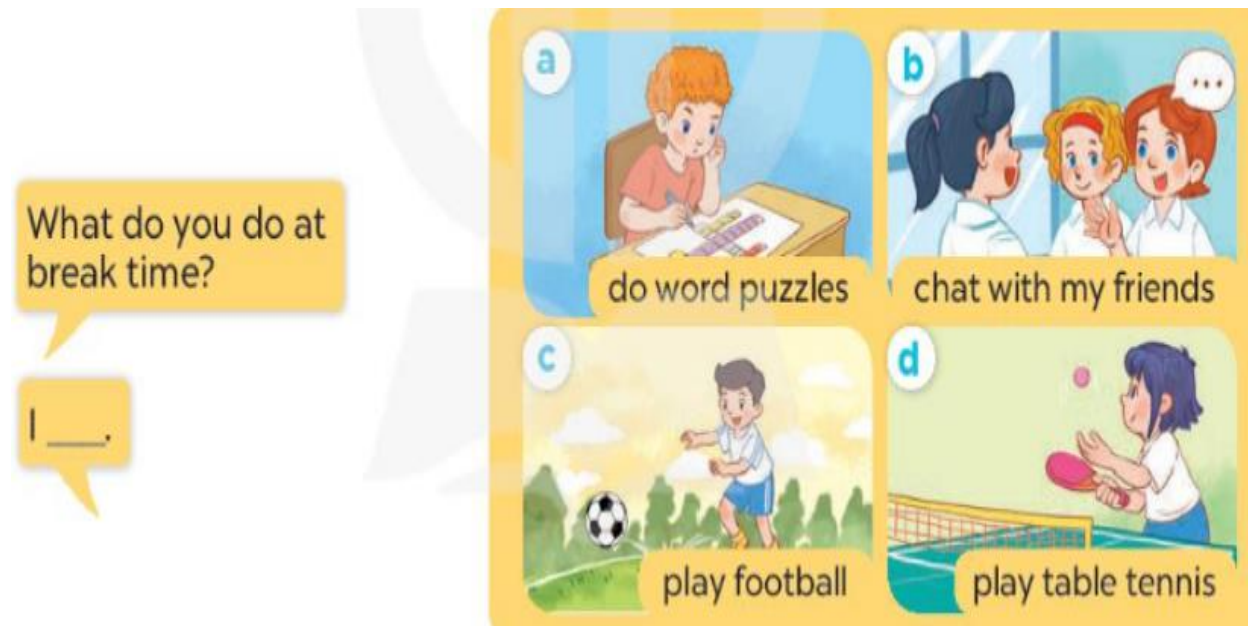 What do you do at
break time?
I ___.
a
do word puzzles
b
...
chat with my friends
c
play football
d
play table tennis